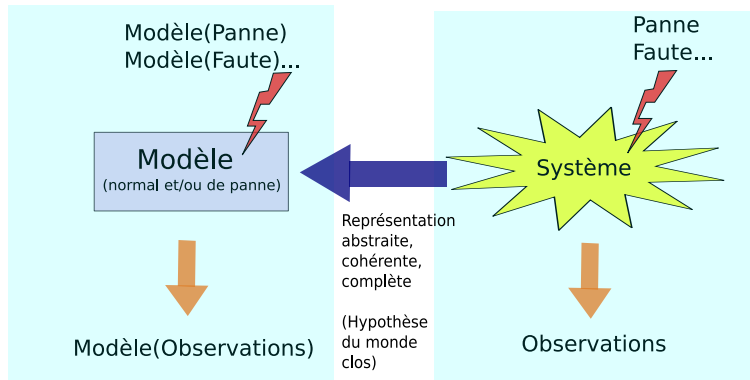 Modèle(Panne)
Modèle(Faute)...
Modèle
(normal et/ou de panne)
Modèle(Observations)
Représentation
abstraite,
cohérente,
complète
(Hypothèse
du monde
clos)
Panne
Faute...
Système
Observations